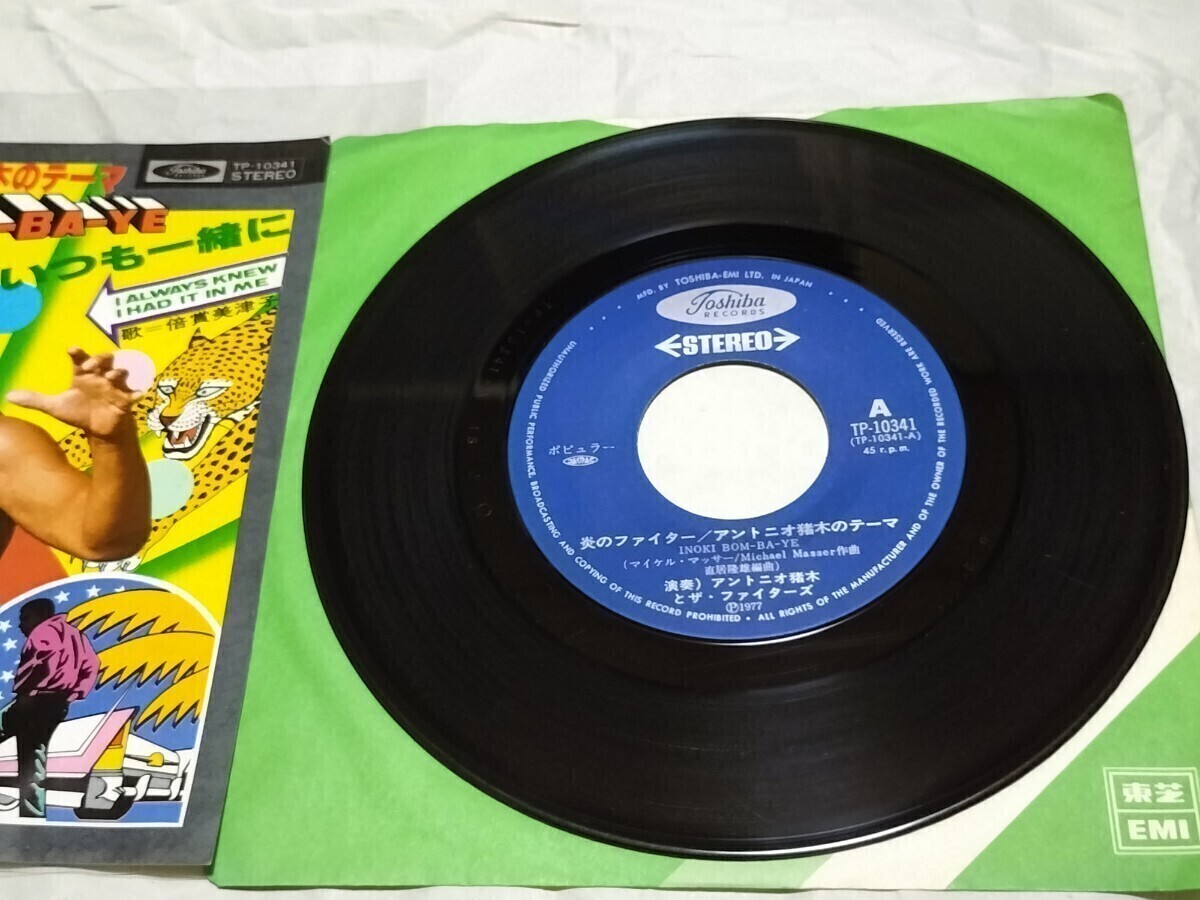 木のテーマ
-BA-YE
いつも一緒に
I ALWAYS KNEW
I HAD IT IN ME
歌=倍賞美津子
Toshiba
TP-10341
STEREO
MFD. BY TOSHIBA-EMI LTD. IN JAPAN
Toshiba
RECORDS
STEREO
A
TP-10341
(TP-10341-A)
45 r.p.m.
ポピュラー
炎のファイター/アントニオ猪木のテーマ
INOKI BOM-BA-YE
(マイケル・マッサー/Michael Masser作曲
直居隆雄編曲)
演奏) アントニオ猪木
とザ・ファイターズ
Ⓟ1977
UNAUTHORIZED PUBLIC PERFORMANCE, BROADCASTING AND COPYING OF THIS RECORD PROHIBITED • ALL RIGHTS OF THE MANUFACTURER AND OF THE OWNER OF THE RECORDED WORK ARE RESERVED
東芝
EMI